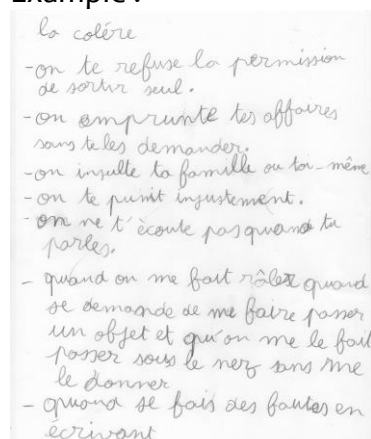 Example :
la colére
-on te refuse la permission
de sortir seul.
-on emprunte tes affaires
sans te les demander.
-on insulte ta famille ou toi-même
-on te punit injustement.
-on ne t'écoute pas quand tu
parles.
- quand on me fait râler quand
je demande de me faire passer
un objet et qu'on me le fait
passer sous le nez sans me
le donner
- quand je fais des fautes en
écrivant